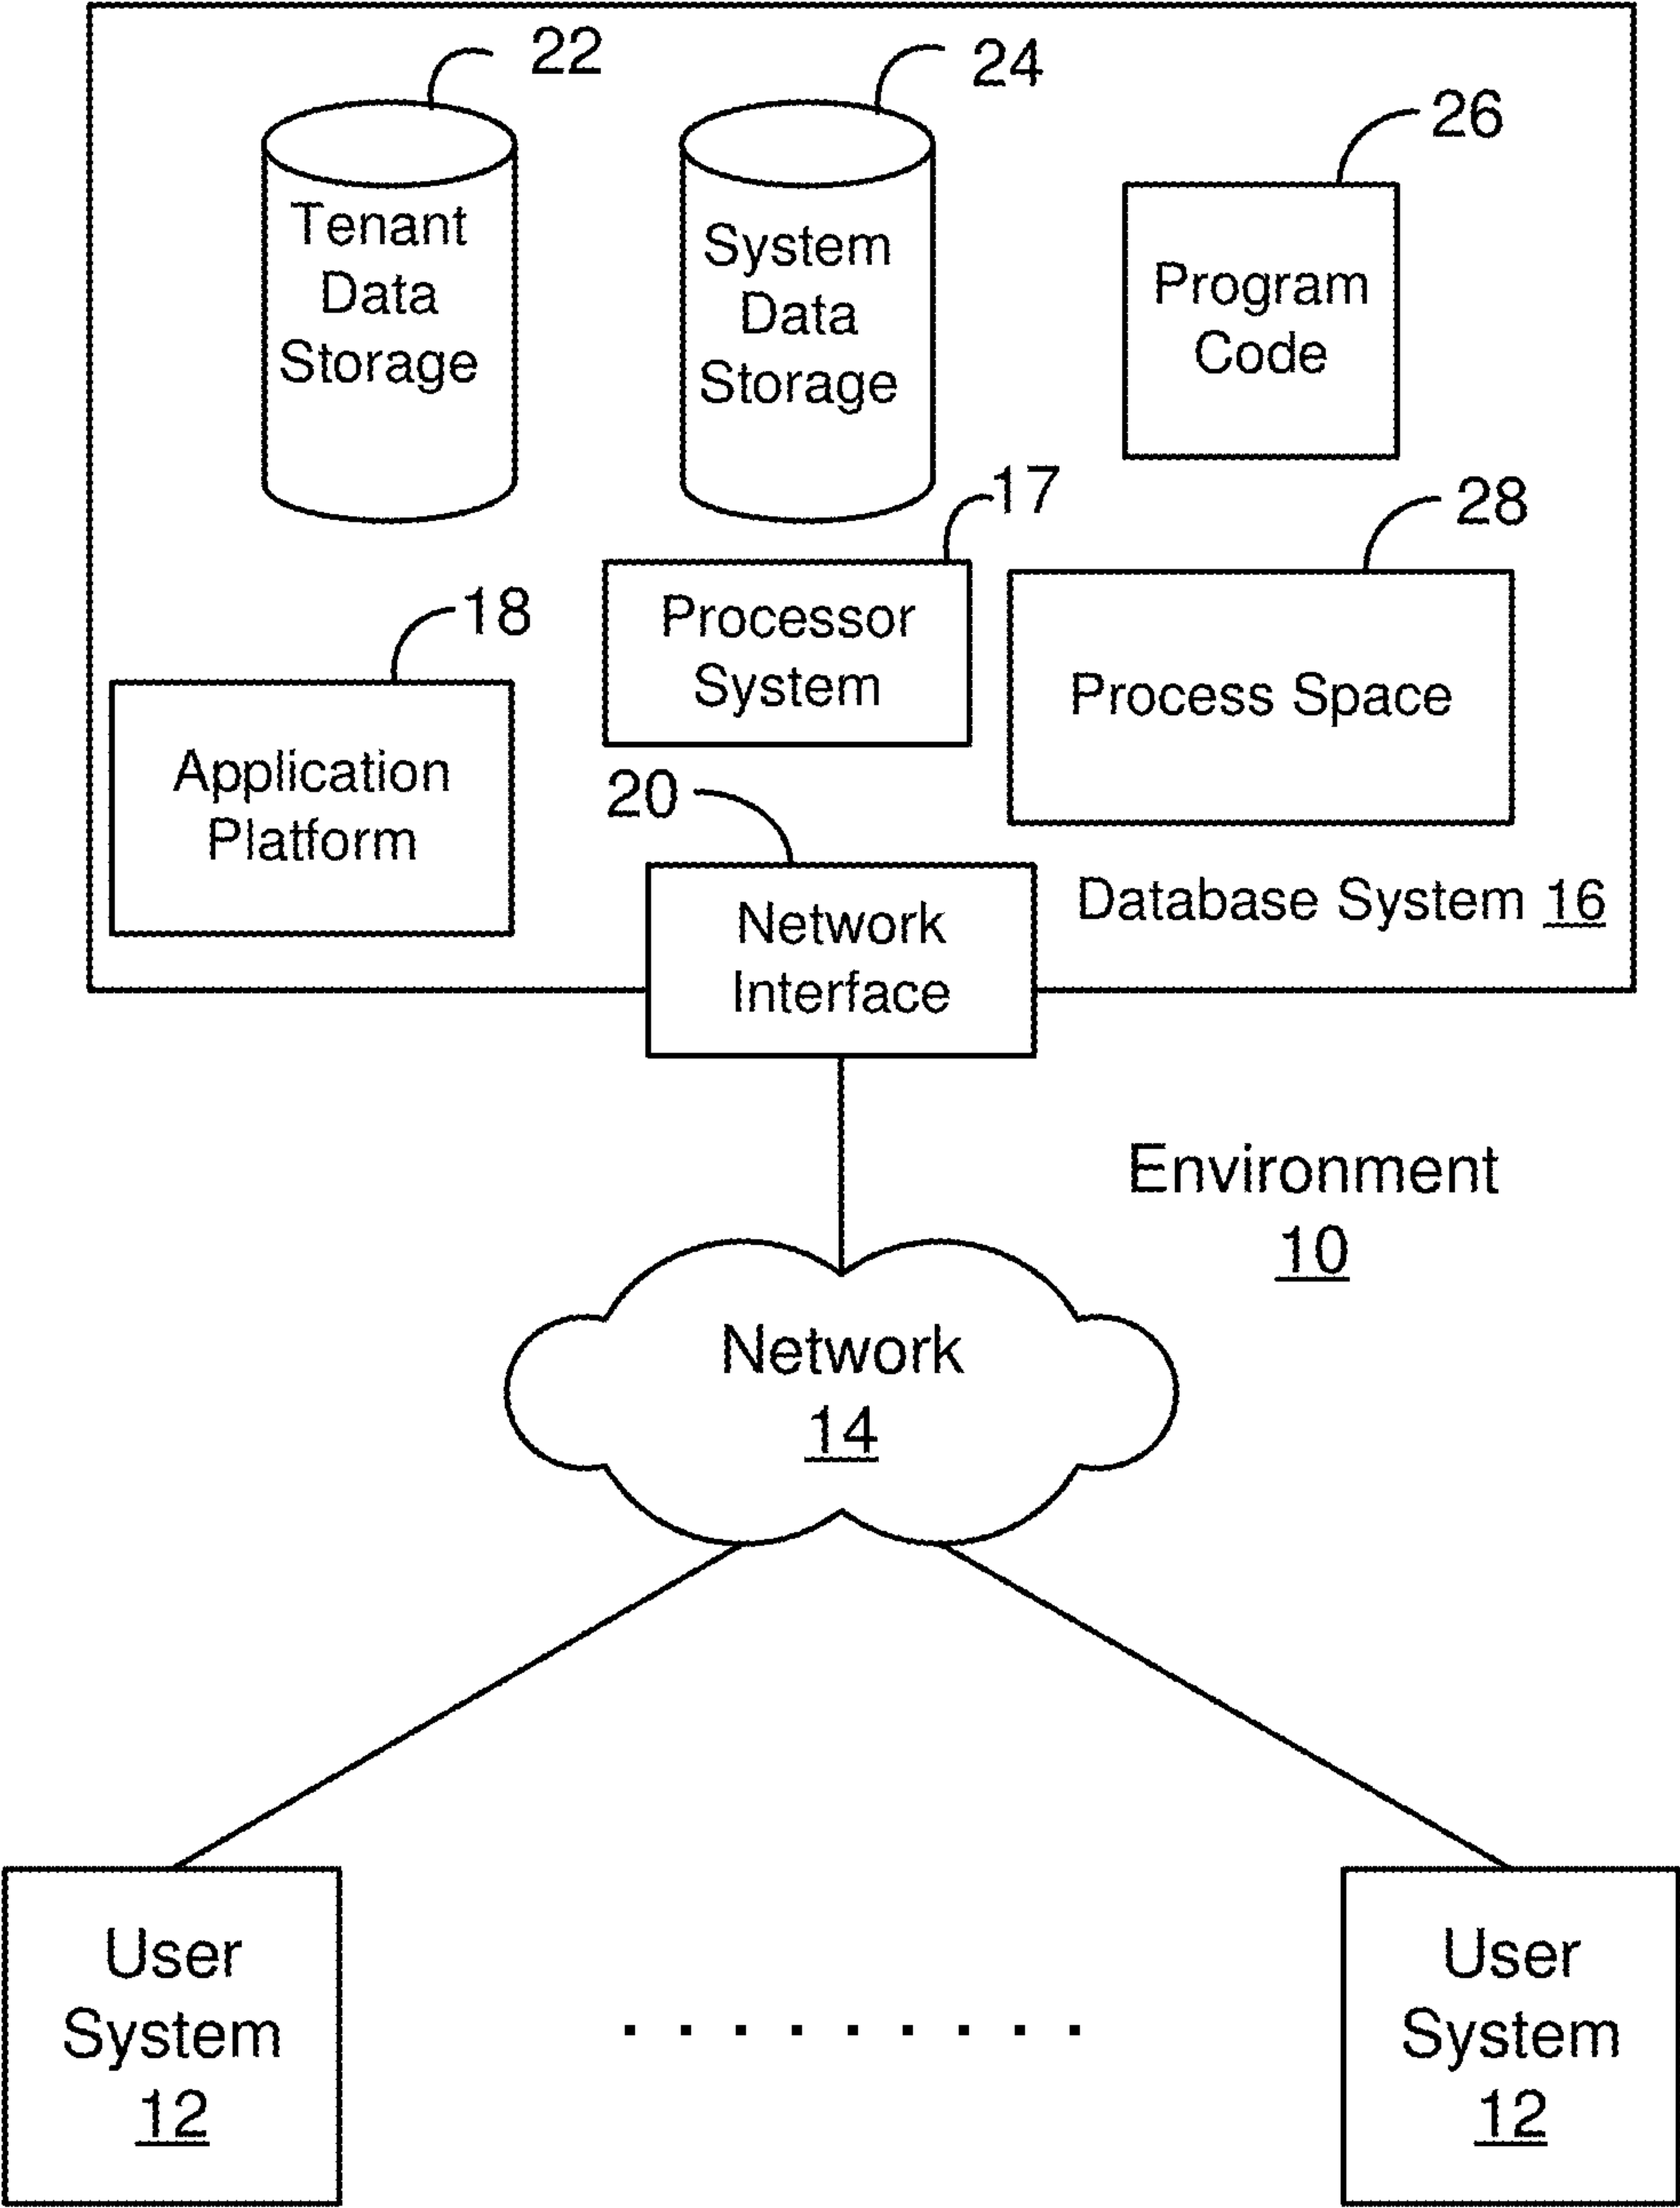 22
24
26
Tenant
Data
Storage
System
Data
Storage
Program
Code
17
28
18
Processor
System
Process Space
Application
Platform
20
Network
Interface
Database System 16
Environment
10
Network
14
User
System
12
User
System
12